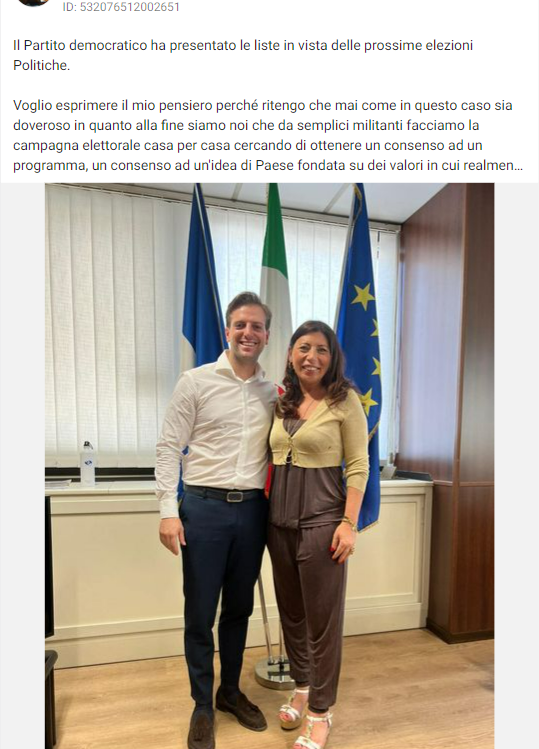 ID: 532076512002651
Il Partito democratico ha presentato le liste in vista delle prossime elezioni
Politiche.
Voglio esprimere il mio pensiero perché ritengo che mai come in questo caso sia
doveroso in quanto alla fine siamo noi che da semplici militanti facciamo la
campagna elettorale casa per casa cercando di ottenere un consenso ad un
programma, un consenso ad un'idea di Paese fondata su dei valori in cui realmen...